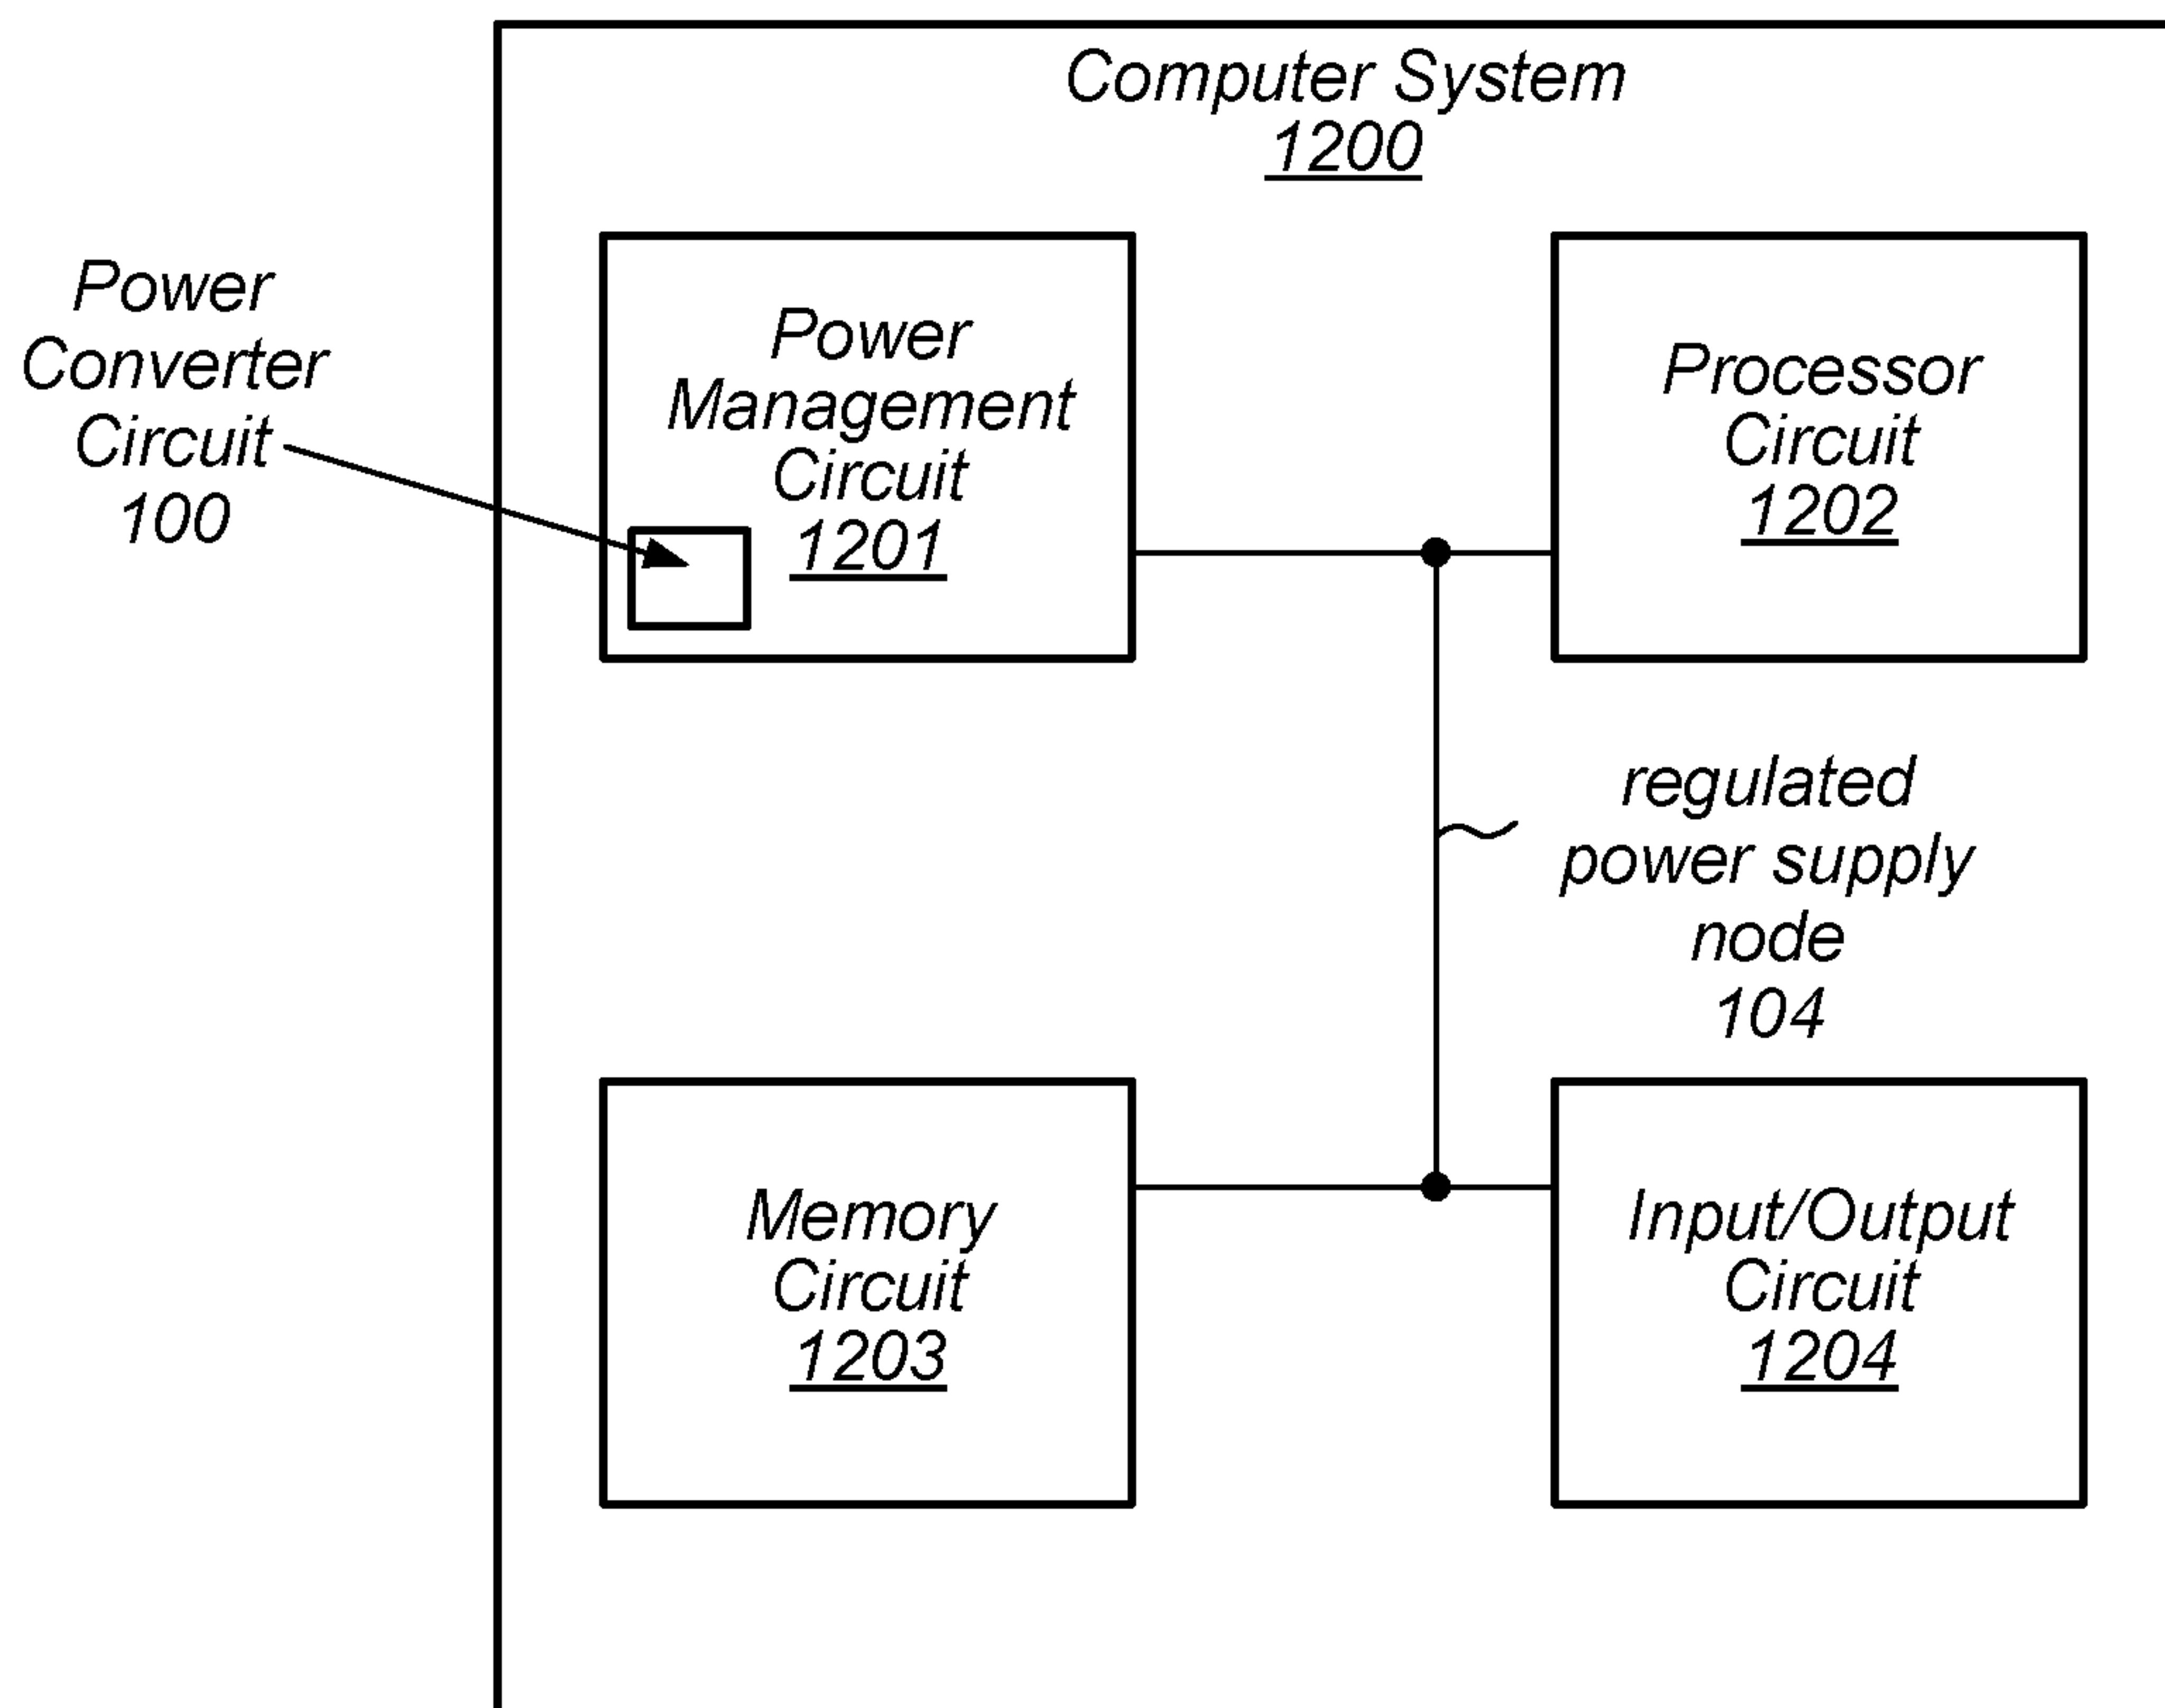 Computer System
1200
Power
Converter
Circuit
100
Power
Management
Circuit
1201
Processor
Circuit
1202
regulated
power supply
node
104
Memory
Circuit
1203
Input/Output
Circuit
1204